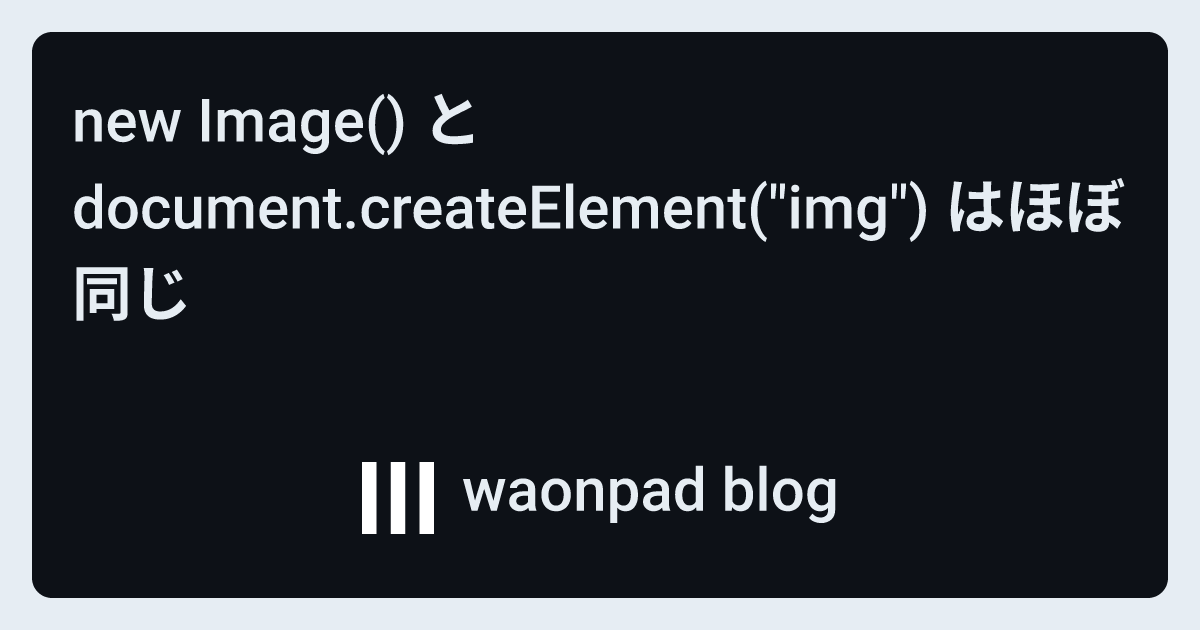 new Image() と
document.createElement("img") はほぼ
同じ
waonpad blog